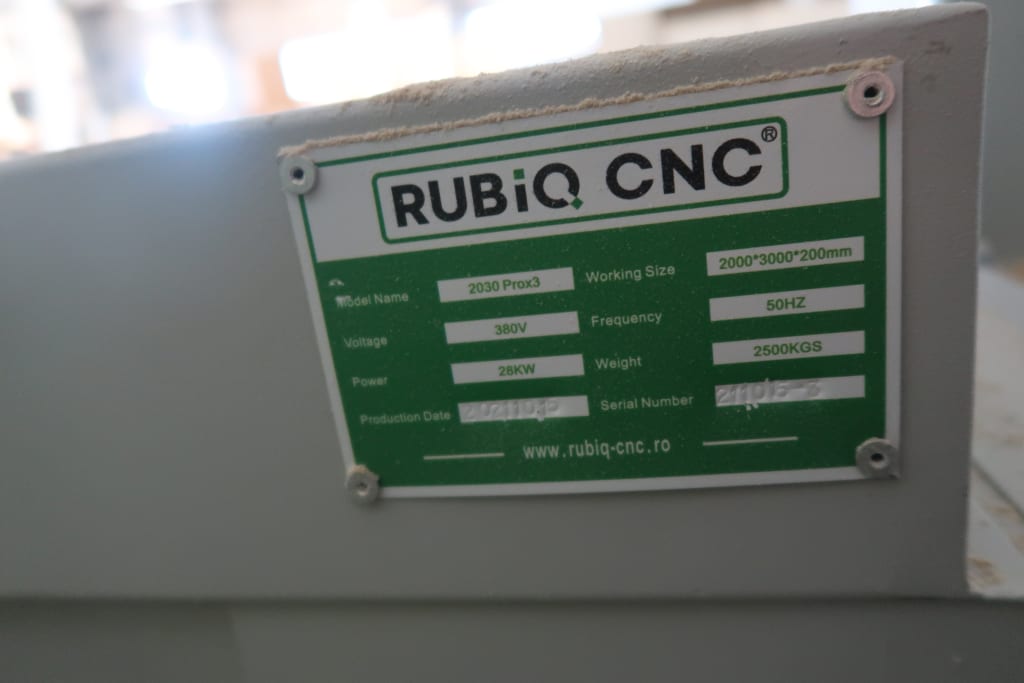 RUBiQ CNC®
Model Name 2030 Prox3 Working Size 2000*3000*200mm
Voltage 380V Frequency 50HZ
Power 28KW Weight 2500KGS
Production Date Serial Number
www.rubiq-cnc.ro